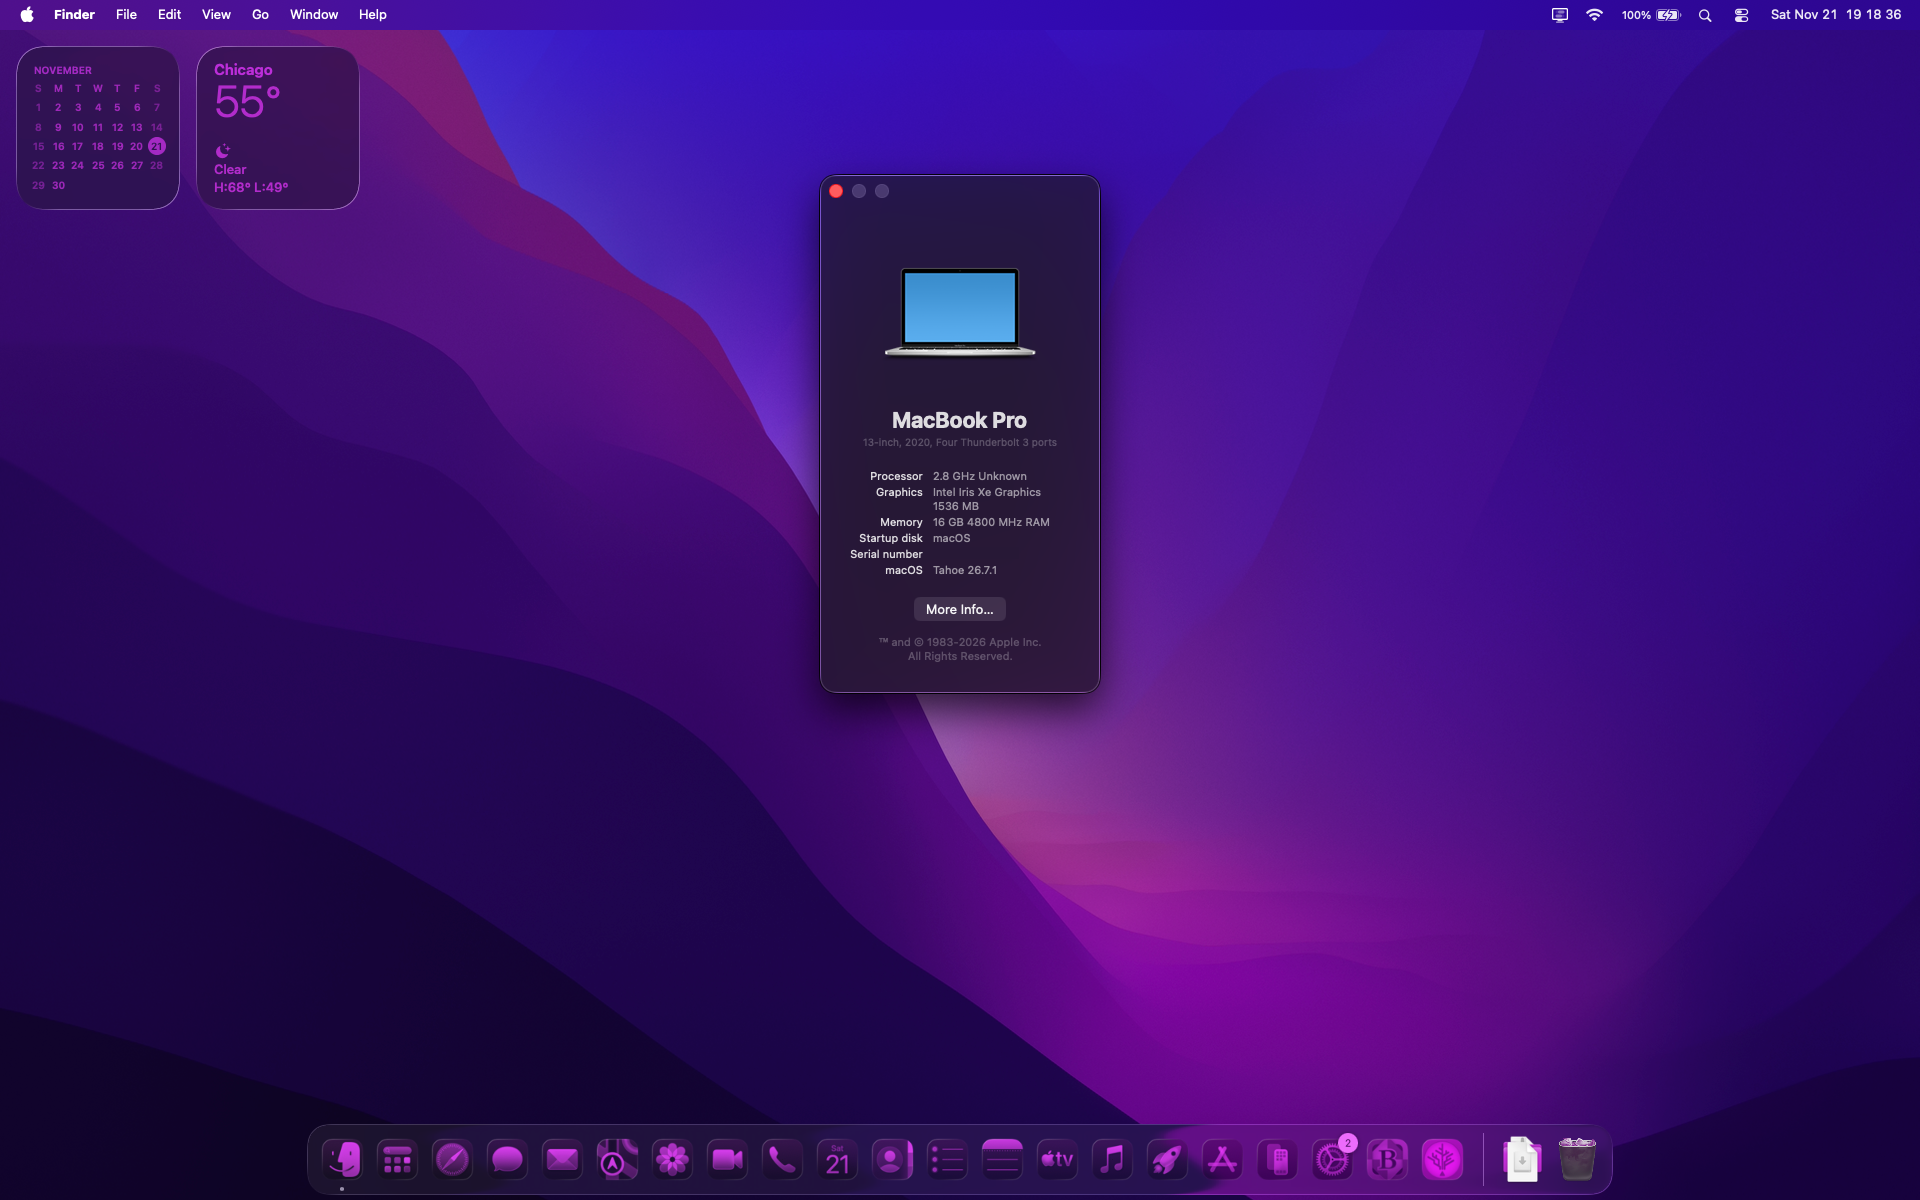 Finder File Edit View Go Window Help
100% Sat Nov 21 19 18 36
NOVEMBER
S M T W T F S
1 2 3 4 5 6 7
8 9 10 11 12 13 14
15 16 17 18 19 20 21
22 23 24 25 26 27 28
29 30
Chicago
55°
Clear
H:68° L:49°
MacBook Pro
13-inch, 2020, Four Thunderbolt 3 ports
Processor 2.8 GHz Unknown
Graphics Intel Iris Xe Graphics
1536 MB
Memory 16 GB 4800 MHz RAM
Startup disk macOS
Serial number
macOS Tahoe 26.7.1
More Info...
™ and © 1983-2026 Apple Inc.
All Rights Reserved.
Sat
21
tv
2
B